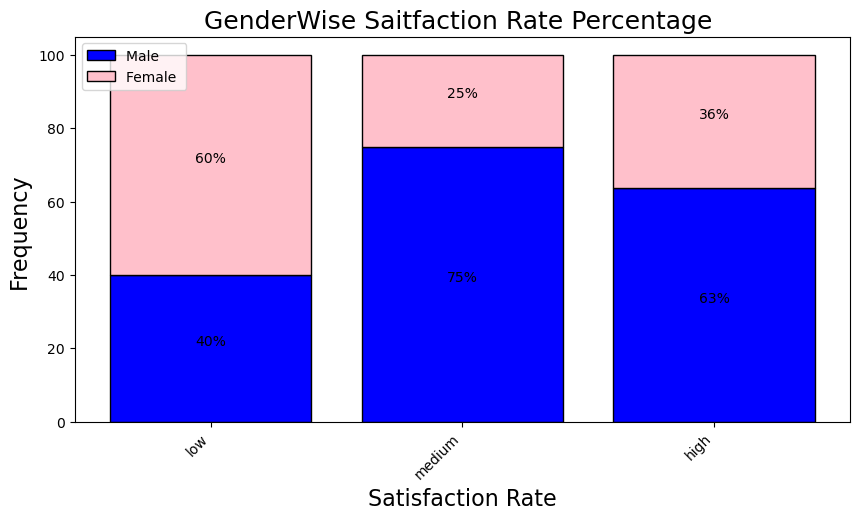 GenderWise Saitfaction Rate Percentage
Male
Female
100
80
60
40
20
0
Frequency
60%
40%
25%
75%
36%
63%
low
medium
high
Satisfaction Rate